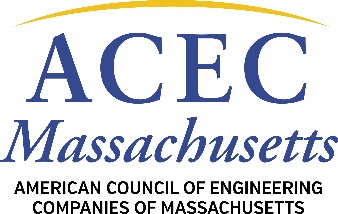 ACEC
Massachusetts
AMERICAN COUNCIL OF ENGINEERING
COMPANIES OF MASSACHUSETTS